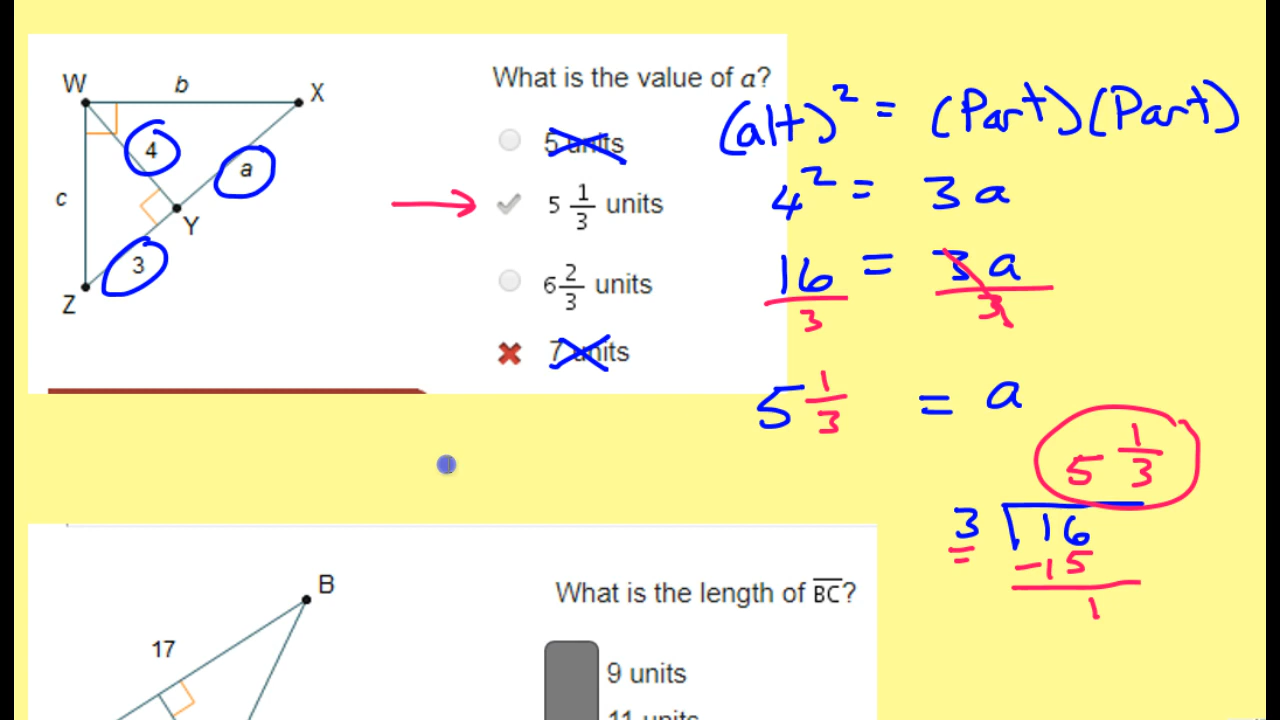 W
b
X
4
a
c
Y
3
Z
What is the value of a?
5 units
5 1/3 units
6 2/3 units
7 units
(alt)² = (Part)(Part)
4² = 3a
16 = 3a
3 3
5 1/3 = a
5 1/3
3 16
-15
1
B
17
What is the length of BC?
9 units
11 units